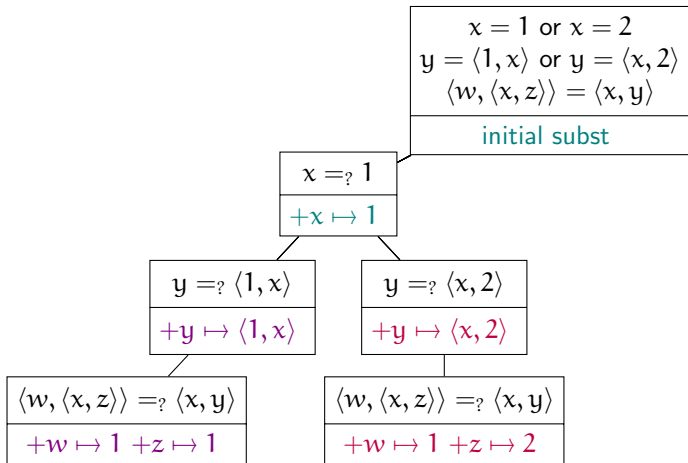 x = 1 or x = 2
y = ⟨1, x⟩ or y = ⟨x, 2⟩
⟨w, ⟨x, z⟩⟩ = ⟨x, y⟩
initial subst
x =? 1
+x ↦ 1
y =? ⟨1, x⟩
+y ↦ ⟨1, x⟩
y =? ⟨x, 2⟩
+y ↦ ⟨x, 2⟩
⟨w, ⟨x, z⟩⟩ =? ⟨x, y⟩
+w ↦ 1 +z ↦ 1
⟨w, ⟨x, z⟩⟩ =? ⟨x, y⟩
+w ↦ 1 +z ↦ 2